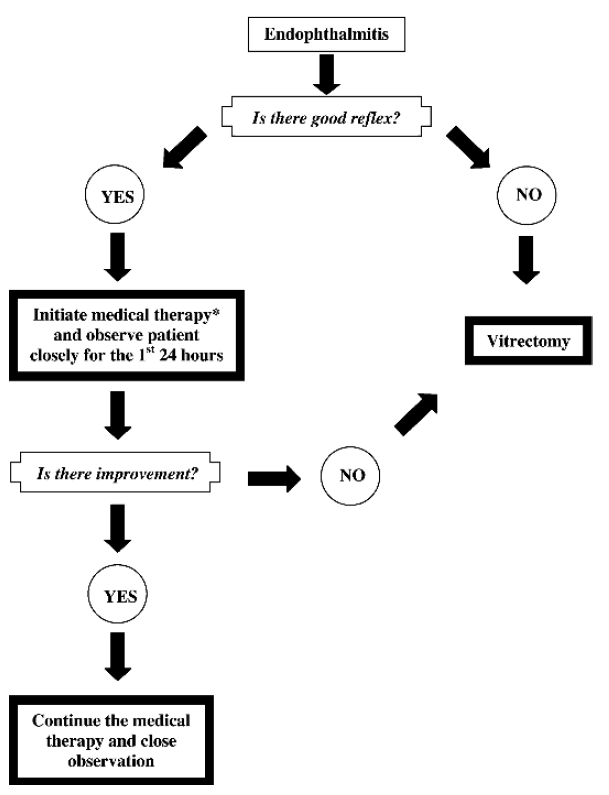 Endophthalmitis
Is there good reflex?
YES
NO
Initiate medical therapy*
and observe patient
closely for the 1st 24 hours
Vitrectomy
Is there improvement?
NO
YES
Continue the medical
therapy and close
observation